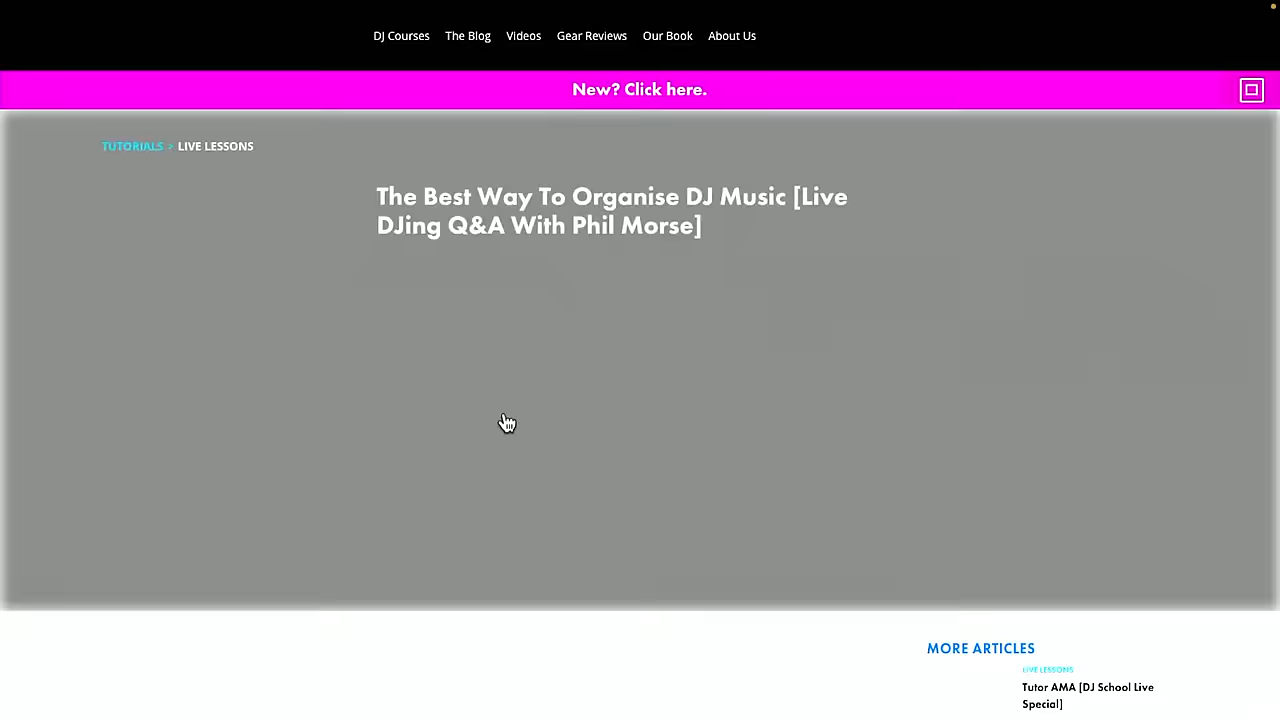 DJ Courses The Blog Videos Gear Reviews Our Book About Us
New? Click here.
TUTORIALS > LIVE LESSONS
The Best Way To Organise DJ Music [Live
DJing Q&A With Phil Morse]
MORE ARTICLES
LIVE LESSONS
Tutor AMA [DJ School Live
Special]